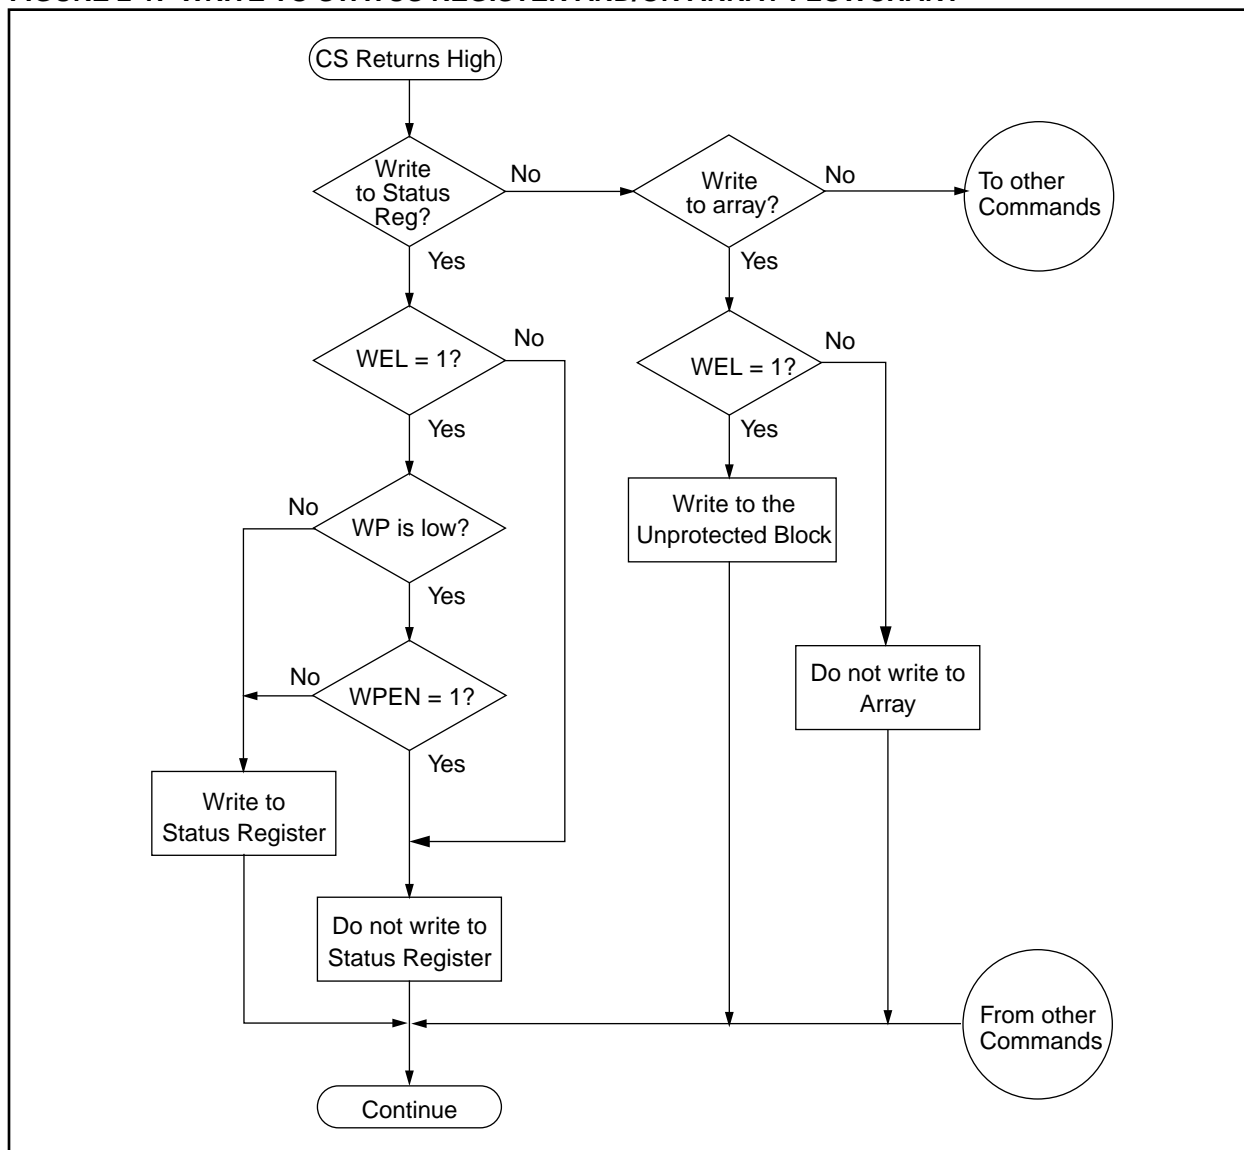 CS Returns High
Write
to Status
Reg?
No
Write
to array?
No
To other
Commands
Yes
Yes
WEL = 1?
No
WEL = 1?
No
Yes
Yes
No
WP is low?
Write to the
Unprotected Block
Yes
No
WPEN = 1?
Do not write to
Array
Yes
Write to
Status Register
Do not write to
Status Register
From other
Commands
Continue